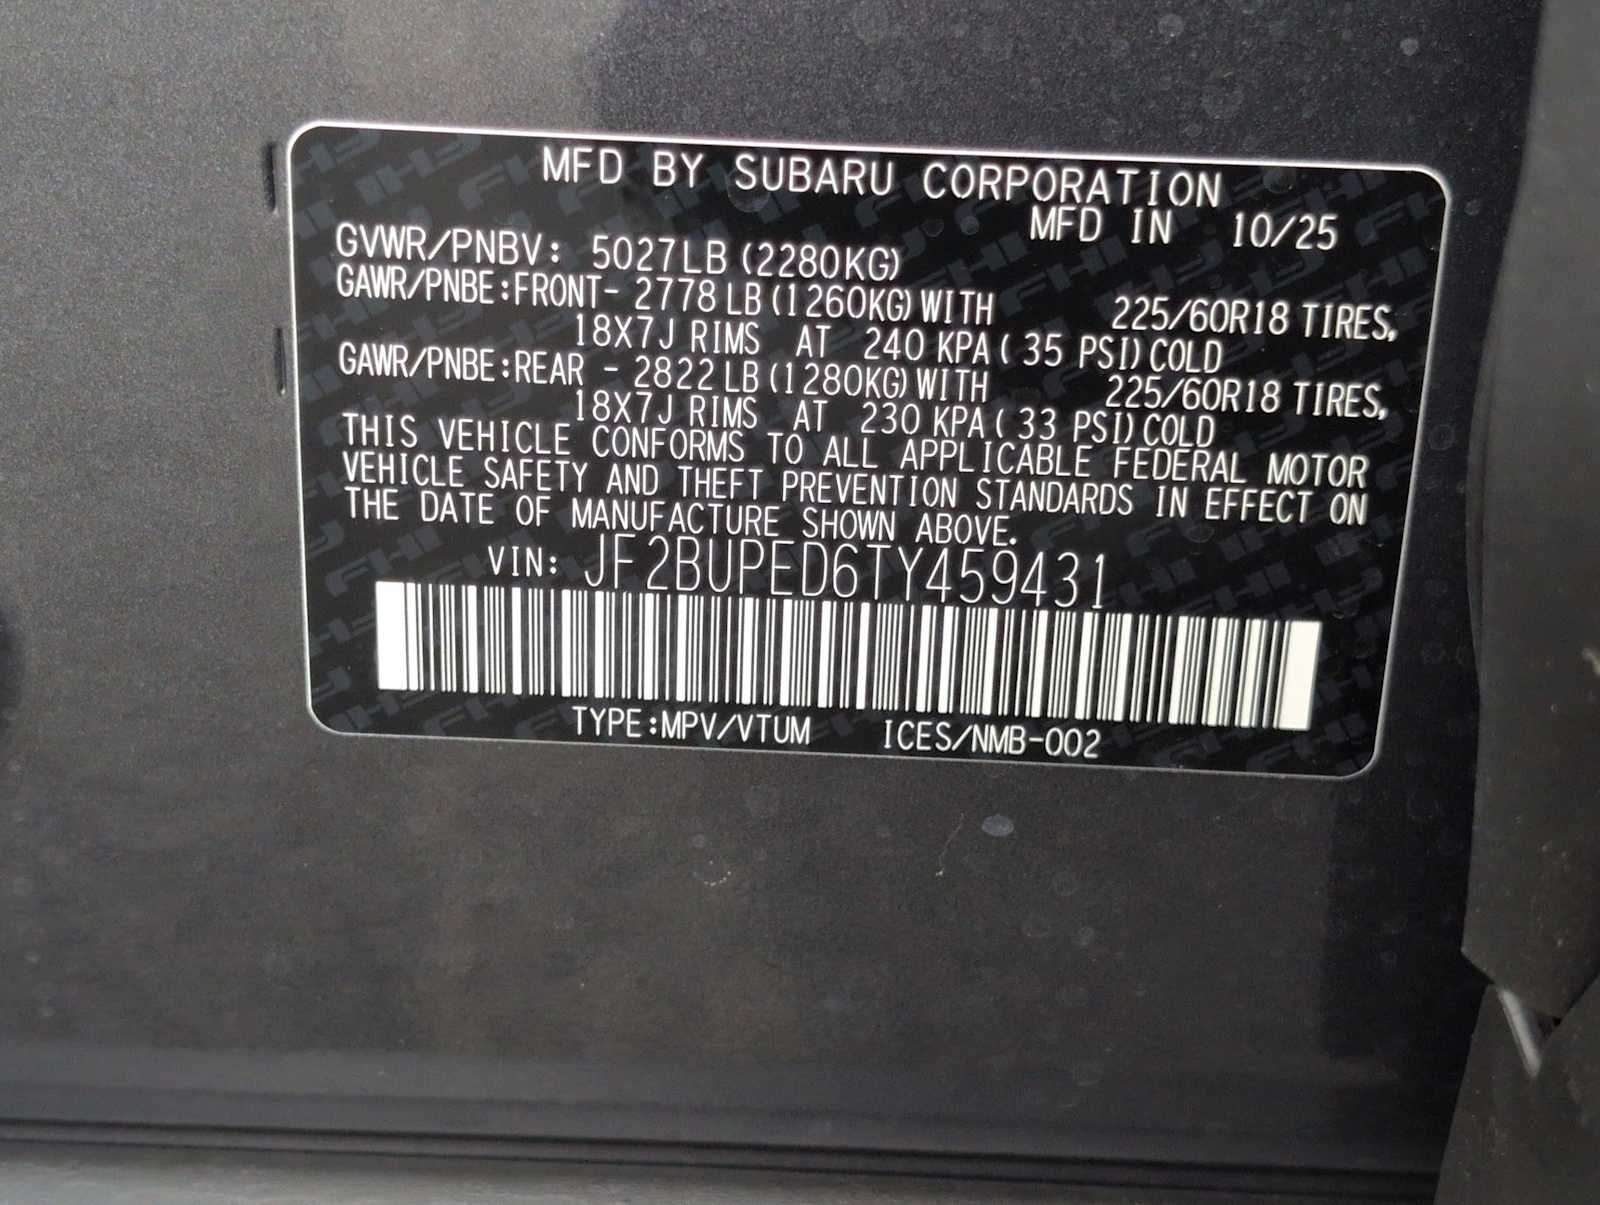 MFD BY SUBARU CORPORATION
MFD IN 10/25
GVWR/PNBV: 5027LB (2280KG)
GAWR/PNBE:FRONT- 2778 LB (1260KG) WITH 225/60R18 TIRES,
18X7J RIMS AT 240 KPA ( 35 PSI) COLD
GAWR/PNBE:REAR - 2822 LB (1280KG) WITH 225/60R18 TIRES,
18X7J RIMS AT 230 KPA ( 33 PSI) COLD
THIS VEHICLE CONFORMS TO ALL APPLICABLE FEDERAL MOTOR
VEHICLE SAFETY AND THEFT PREVENTION STANDARDS IN EFFECT ON
THE DATE OF MANUFACTURE SHOWN ABOVE.
VIN: JF2BUPED6TY459431
TYPE:MPV/VTUM ICES/NMB-002